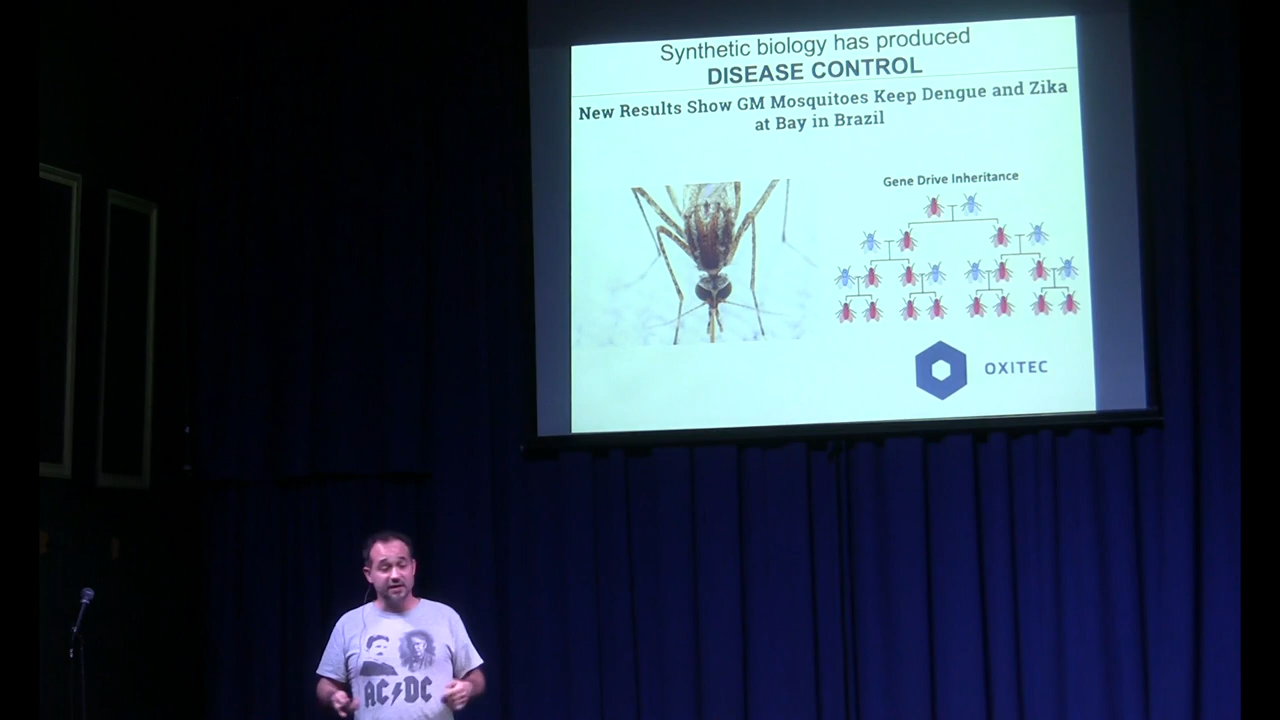 Synthetic biology has produced
DISEASE CONTROL
New Results Show GM Mosquitoes Keep Dengue and Zika
at Bay in Brazil
Gene Drive Inheritance
OXITEC
AC⚡DC